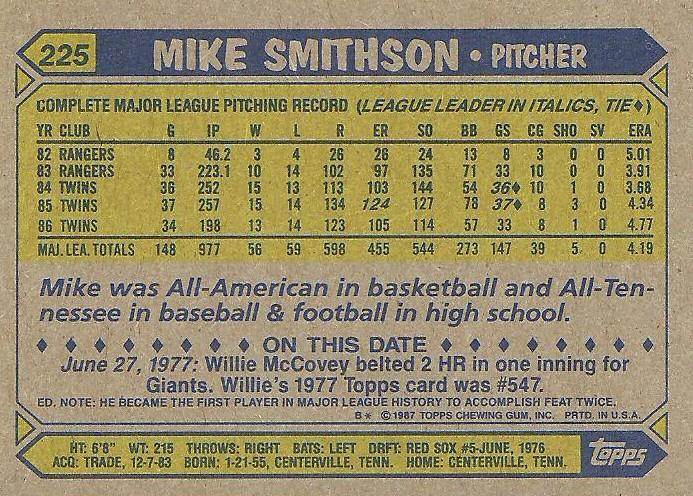 225 MIKE SMITHSON • PITCHER
COMPLETE MAJOR LEAGUE PITCHING RECORD (LEAGUE LEADER IN ITALICS, TIE♦)
YR CLUB G IP W L R ER SO BB GS CG SHO SV ERA
82 RANGERS 8 46.2 3 4 26 26 24 13 8 3 0 0 5.01
83 RANGERS 33 223.1 10 14 102 97 135 71 33 10 0 0 3.91
84 TWINS 36 252 15 13 113 103 144 54 36♦ 10 1 0 3.68
85 TWINS 37 257 15 14 134 124 127 78 37♦ 8 3 0 4.34
86 TWINS 34 198 13 14 123 105 114 57 33 8 1 0 4.77
MAJ. LEA. TOTALS 148 977 56 59 598 455 544 273 147 39 5 0 4.19
Mike was All-American in basketball and All-Ten-
nessee in baseball & football in high school.
♦ ♦ ♦ ♦ ♦ ♦ ♦ ♦ ON THIS DATE ♦ ♦ ♦ ♦ ♦ ♦ ♦ ♦
June 27, 1977: Willie McCovey belted 2 HR in one inning for
Giants. Willie's 1977 Topps card was #547.
ED. NOTE: HE BECAME THE FIRST PLAYER IN MAJOR LEAGUE HISTORY TO ACCOMPLISH FEAT TWICE.
B* © 1987 TOPPS CHEWING GUM, INC. PRTD. IN U.S.A.
HT: 6'8" WT: 215 THROWS: RIGHT BATS: LEFT DRFT: RED SOX #5-JUNE, 1976
ACQ: TRADE, 12-7-83 BORN: 1-21-55, CENTERVILLE, TENN. HOME: CENTERVILLE, TENN.
topps